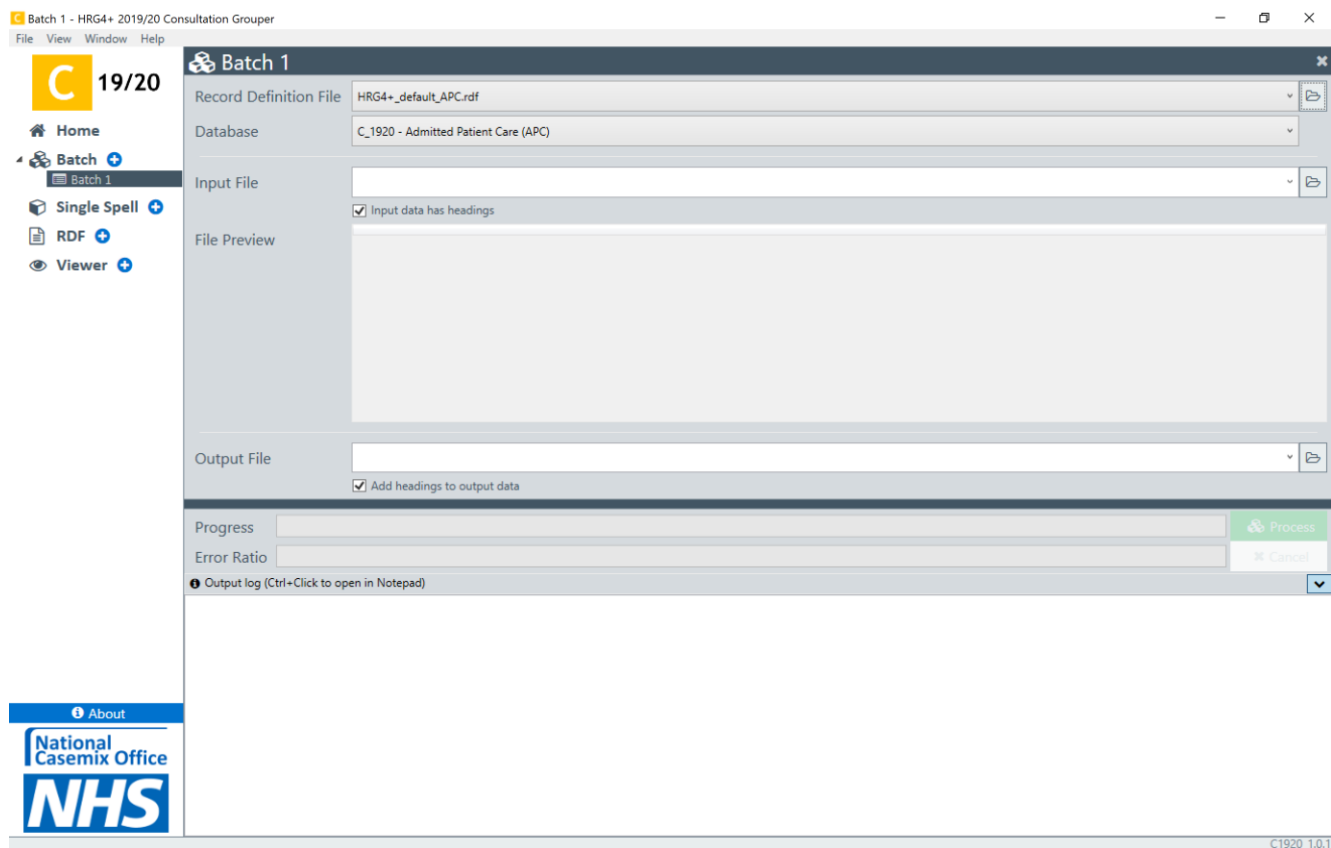 C Batch 1 - HRG4+ 2019/20 Consultation Grouper
File View Window Help
C 19/20
Home
Batch
Batch 1
Single Spell
RDF
Viewer
About
National
Casemix Office
NHS
Batch 1
Record Definition File HRG4+_default_APC.rdf
Database C_1920 - Admitted Patient Care (APC)
Input File
Input data has headings
File Preview
Output File
Add headings to output data
Progress Process
Error Ratio Cancel
Output log (Ctrl+Click to open in Notepad)
C1920_1.0.1